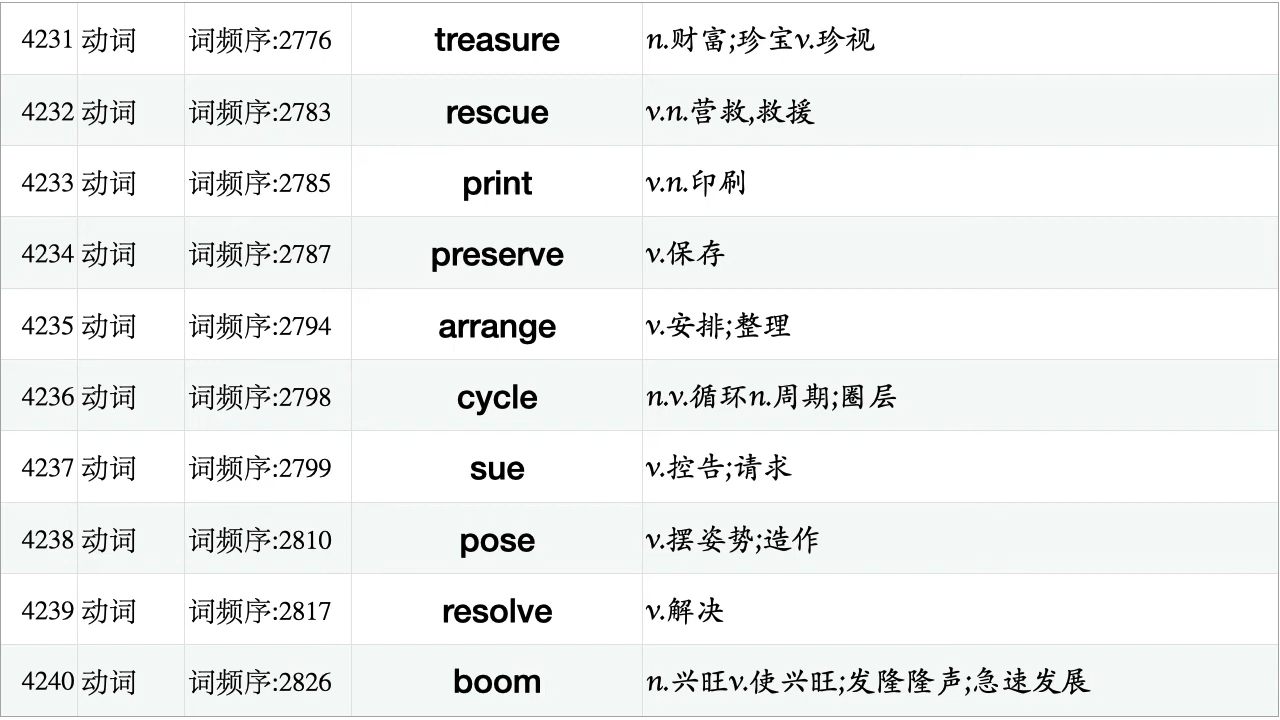 4231 动词 词频序:2776 treasure n.财富;珍宝v.珍视
4232 动词 词频序:2783 rescue v.n.营救,救援
4233 动词 词频序:2785 print v.n.印刷
4234 动词 词频序:2787 preserve v.保存
4235 动词 词频序:2794 arrange v.安排;整理
4236 动词 词频序:2798 cycle n.v.循环n.周期;圈层
4237 动词 词频序:2799 sue v.控告;请求
4238 动词 词频序:2810 pose v.摆姿势;造作
4239 动词 词频序:2817 resolve v.解决
4240 动词 词频序:2826 boom n.兴旺v.使兴旺;发隆隆声;急速发展